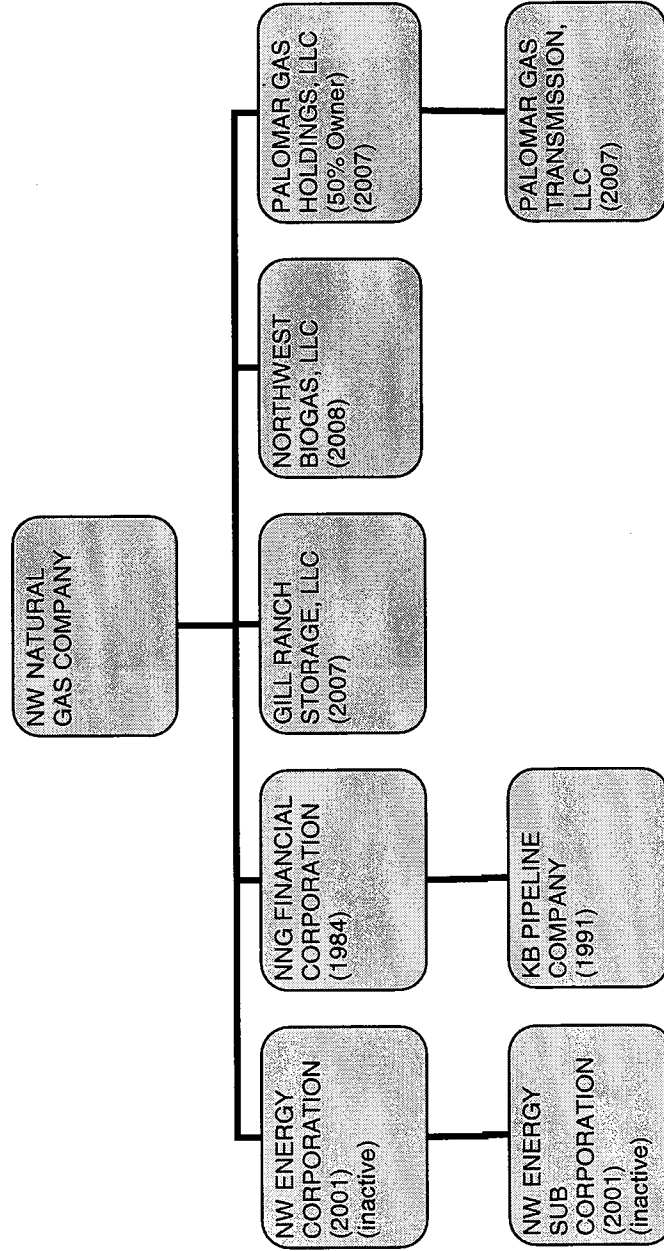 NW NATURAL
GAS COMPANY
NW ENERGY
CORPORATION
(2001)
(inactive)
NNG FINANCIAL
CORPORATION
(1984)
GILL RANCH
STORAGE, LLC
(2007)
NORTHWEST
BIOGAS, LLC
(2008)
PALOMAR GAS
HOLDINGS, LLC
(50% Owner)
(2007)
NW ENERGY
SUB
CORPORATION
(2001)
(inactive)
KB PIPELINE
COMPANY
(1991)
PALOMAR GAS
TRANSMISSION,
LLC
(2007)